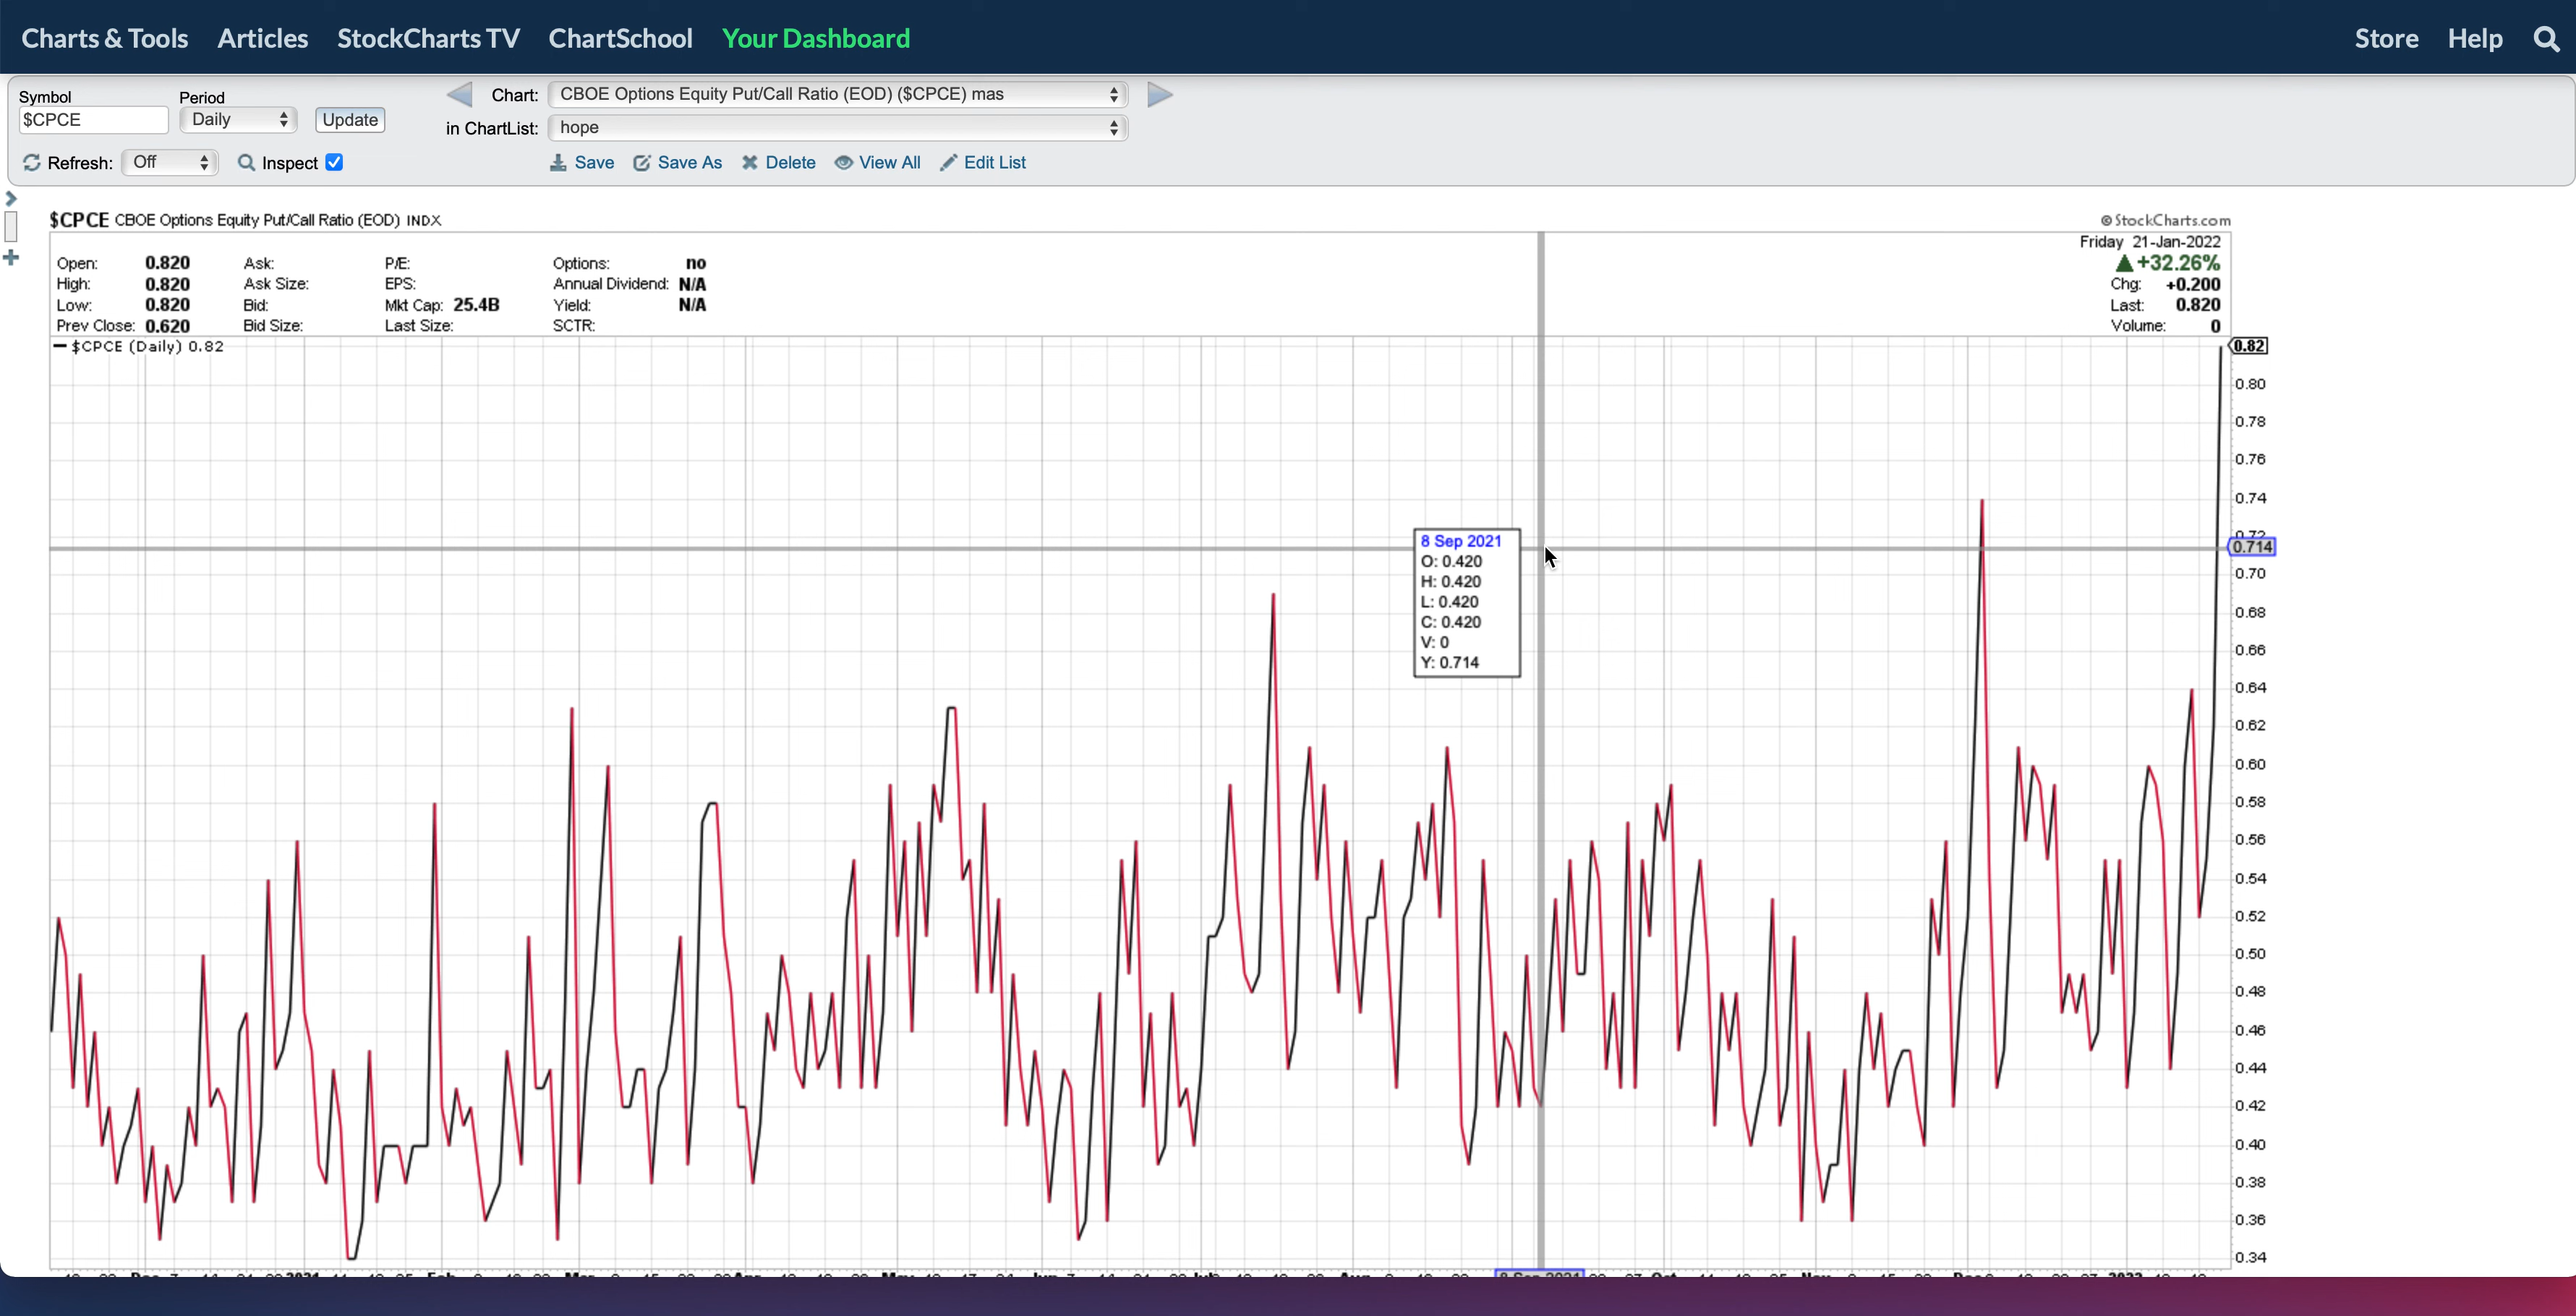 Charts & Tools Articles StockCharts TV ChartSchool Your Dashboard Store Help
Symbol Period Chart: CBOE Options Equity Put/Call Ratio (EOD) ($CPCE) mas
$CPCE Daily Update in ChartList: hope
Refresh: Off Inspect Save Save As Delete View All Edit List
$CPCE CBOE Options Equity Put/Call Ratio (EOD) INDX © StockCharts.com
Friday 21-Jan-2022
Open: 0.820 Ask: P/E: Options: no ▲+32.26%
High: 0.820 Ask Size: EPS: Annual Dividend: N/A Chg: +0.200
Low: 0.820 Bid: Mkt Cap: 25.4B Yield: N/A Last: 0.820
Prev Close: 0.620 Bid Size: Last Size: SCTR: Volume: 0
$CPCE (Daily) 0.82 0.82
0.80
0.78
0.76
0.74
0.72
0.714
0.70
0.68
0.66
0.64
0.62
0.60
0.58
0.56
0.54
0.52
0.50
0.48
0.46
0.44
0.42
0.40
0.38
0.36
0.34
8 Sep 2021
O: 0.420
H: 0.420
L: 0.420
C: 0.420
V: 0
Y: 0.714